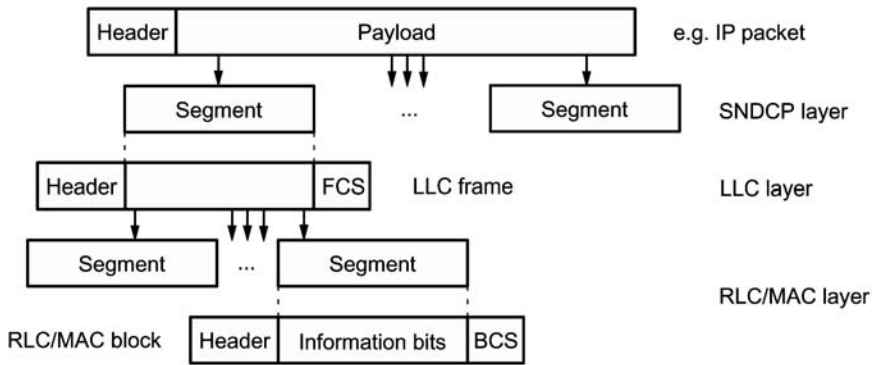 Header Payload e.g. IP packet
Segment ... Segment SNDCP layer
Header FCS LLC frame LLC layer
Segment ... Segment
RLC/MAC layer
RLC/MAC block Header Information bits BCS